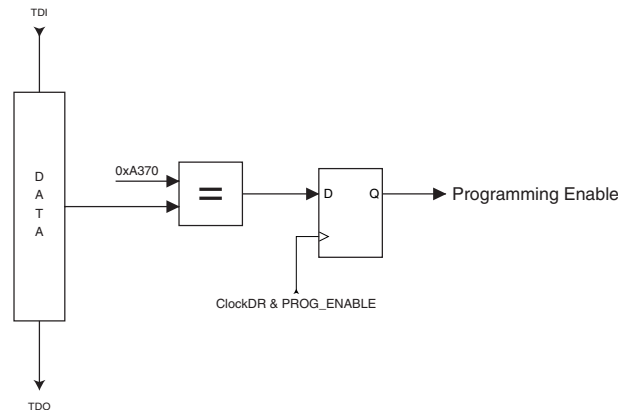 TDI
D
A
T
A
0xA370
=
D
Q
Programming Enable
ClockDR & PROG_ENABLE
TDO